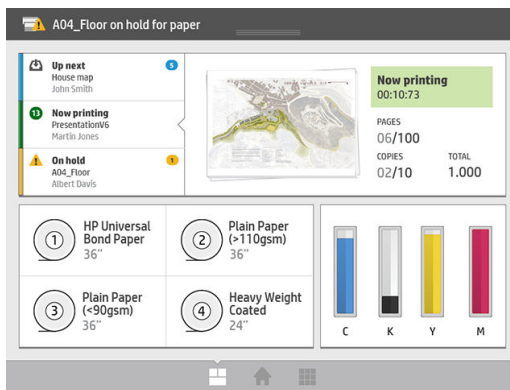 A04_Floor on hold for paper
Up next
5
House map
John Smith
13
Now printing
PresentationV6
Martin Jones
On hold
1
A04_Floor
Albert Davis
Now printing
00:10:73
PAGES
06/100
COPIES
TOTAL
02/10
1.000
1
HP Universal
Bond Paper
36"
2
Plain Paper
(>110gsm)
36"
3
Plain Paper
(<90gsm)
36"
4
Heavy Weight
Coated
24"
C
K
Y
M